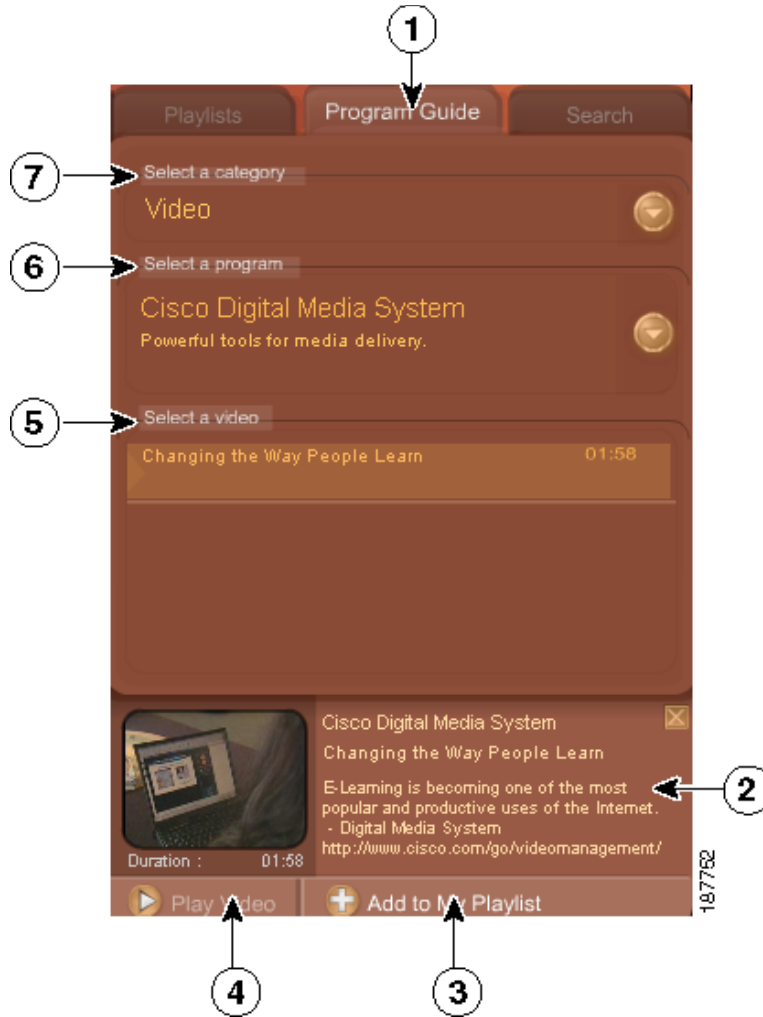 1
Playlists
Program Guide
Search
7
Select a category
Video
6
Select a program
Cisco Digital Media System
Powerful tools for media delivery.
5
Select a video
Changing the Way People Learn 01:58
Cisco Digital Media System
Changing the Way People Learn
E-Learning is becoming one of the most
popular and productive uses of the Internet.
- Digital Media System
http://www.cisco.com/go/videomanagement/
2
Duration : 01:58
187762
Play Video
Add to My Playlist
4
3